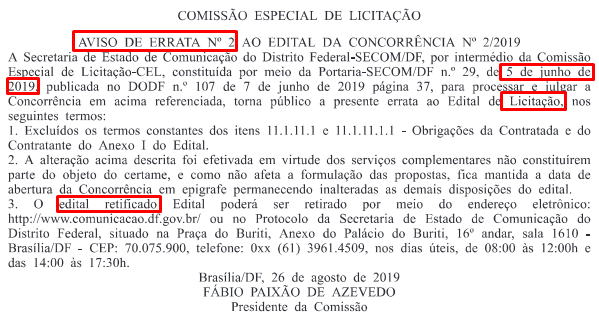 COMISSÃO ESPECIAL DE LICITAÇÃO
AVISO DE ERRATA Nº 2 AO EDITAL DA CONCORRÊNCIA Nº 2/2019
A Secretaria de Estado de Comunicação do Distrito Federal-SECOM/DF, por intermédio da Comissão
Especial de Licitação-CEL, constituída por meio da Portaria-SECOM/DF n.º 29, de 5 de junho de
2019, publicada no DODF n.º 107 de 7 de junho de 2019 página 37, para processar e julgar a
Concorrência em acima referenciada, torna público a presente errata ao Edital de Licitação, nos
seguintes termos:
1. Excluídos os termos constantes dos itens 11.1.11.1 e 11.1.11.1.1 - Obrigações da Contratada e do
Contratante do Anexo I do Edital.
2. A alteração acima descrita foi efetivada em virtude dos serviços complementares não constituírem
parte do objeto do certame, e como não afeta a formulação das propostas, fica mantida a data de
abertura da Concorrência em epigrafe permanecendo inalteradas as demais disposições do edital.
3. O edital retificado Edital poderá ser retirado por meio do endereço eletrônico:
http://www.comunicacao.df.gov.br/ ou no Protocolo da Secretaria de Estado de Comunicação do
Distrito Federal, situado na Praça do Buriti, Anexo do Palácio do Buriti, 16º andar, sala 1610 -
Brasília/DF - CEP: 70.075.900, telefone: 0xx (61) 3961.4509, nos dias úteis, de 08:00 às 12:00h e
das 14:00 às 17:30h.
Brasília/DF, 26 de agosto de 2019
FÁBIO PAIXÃO DE AZEVEDO
Presidente da Comissão